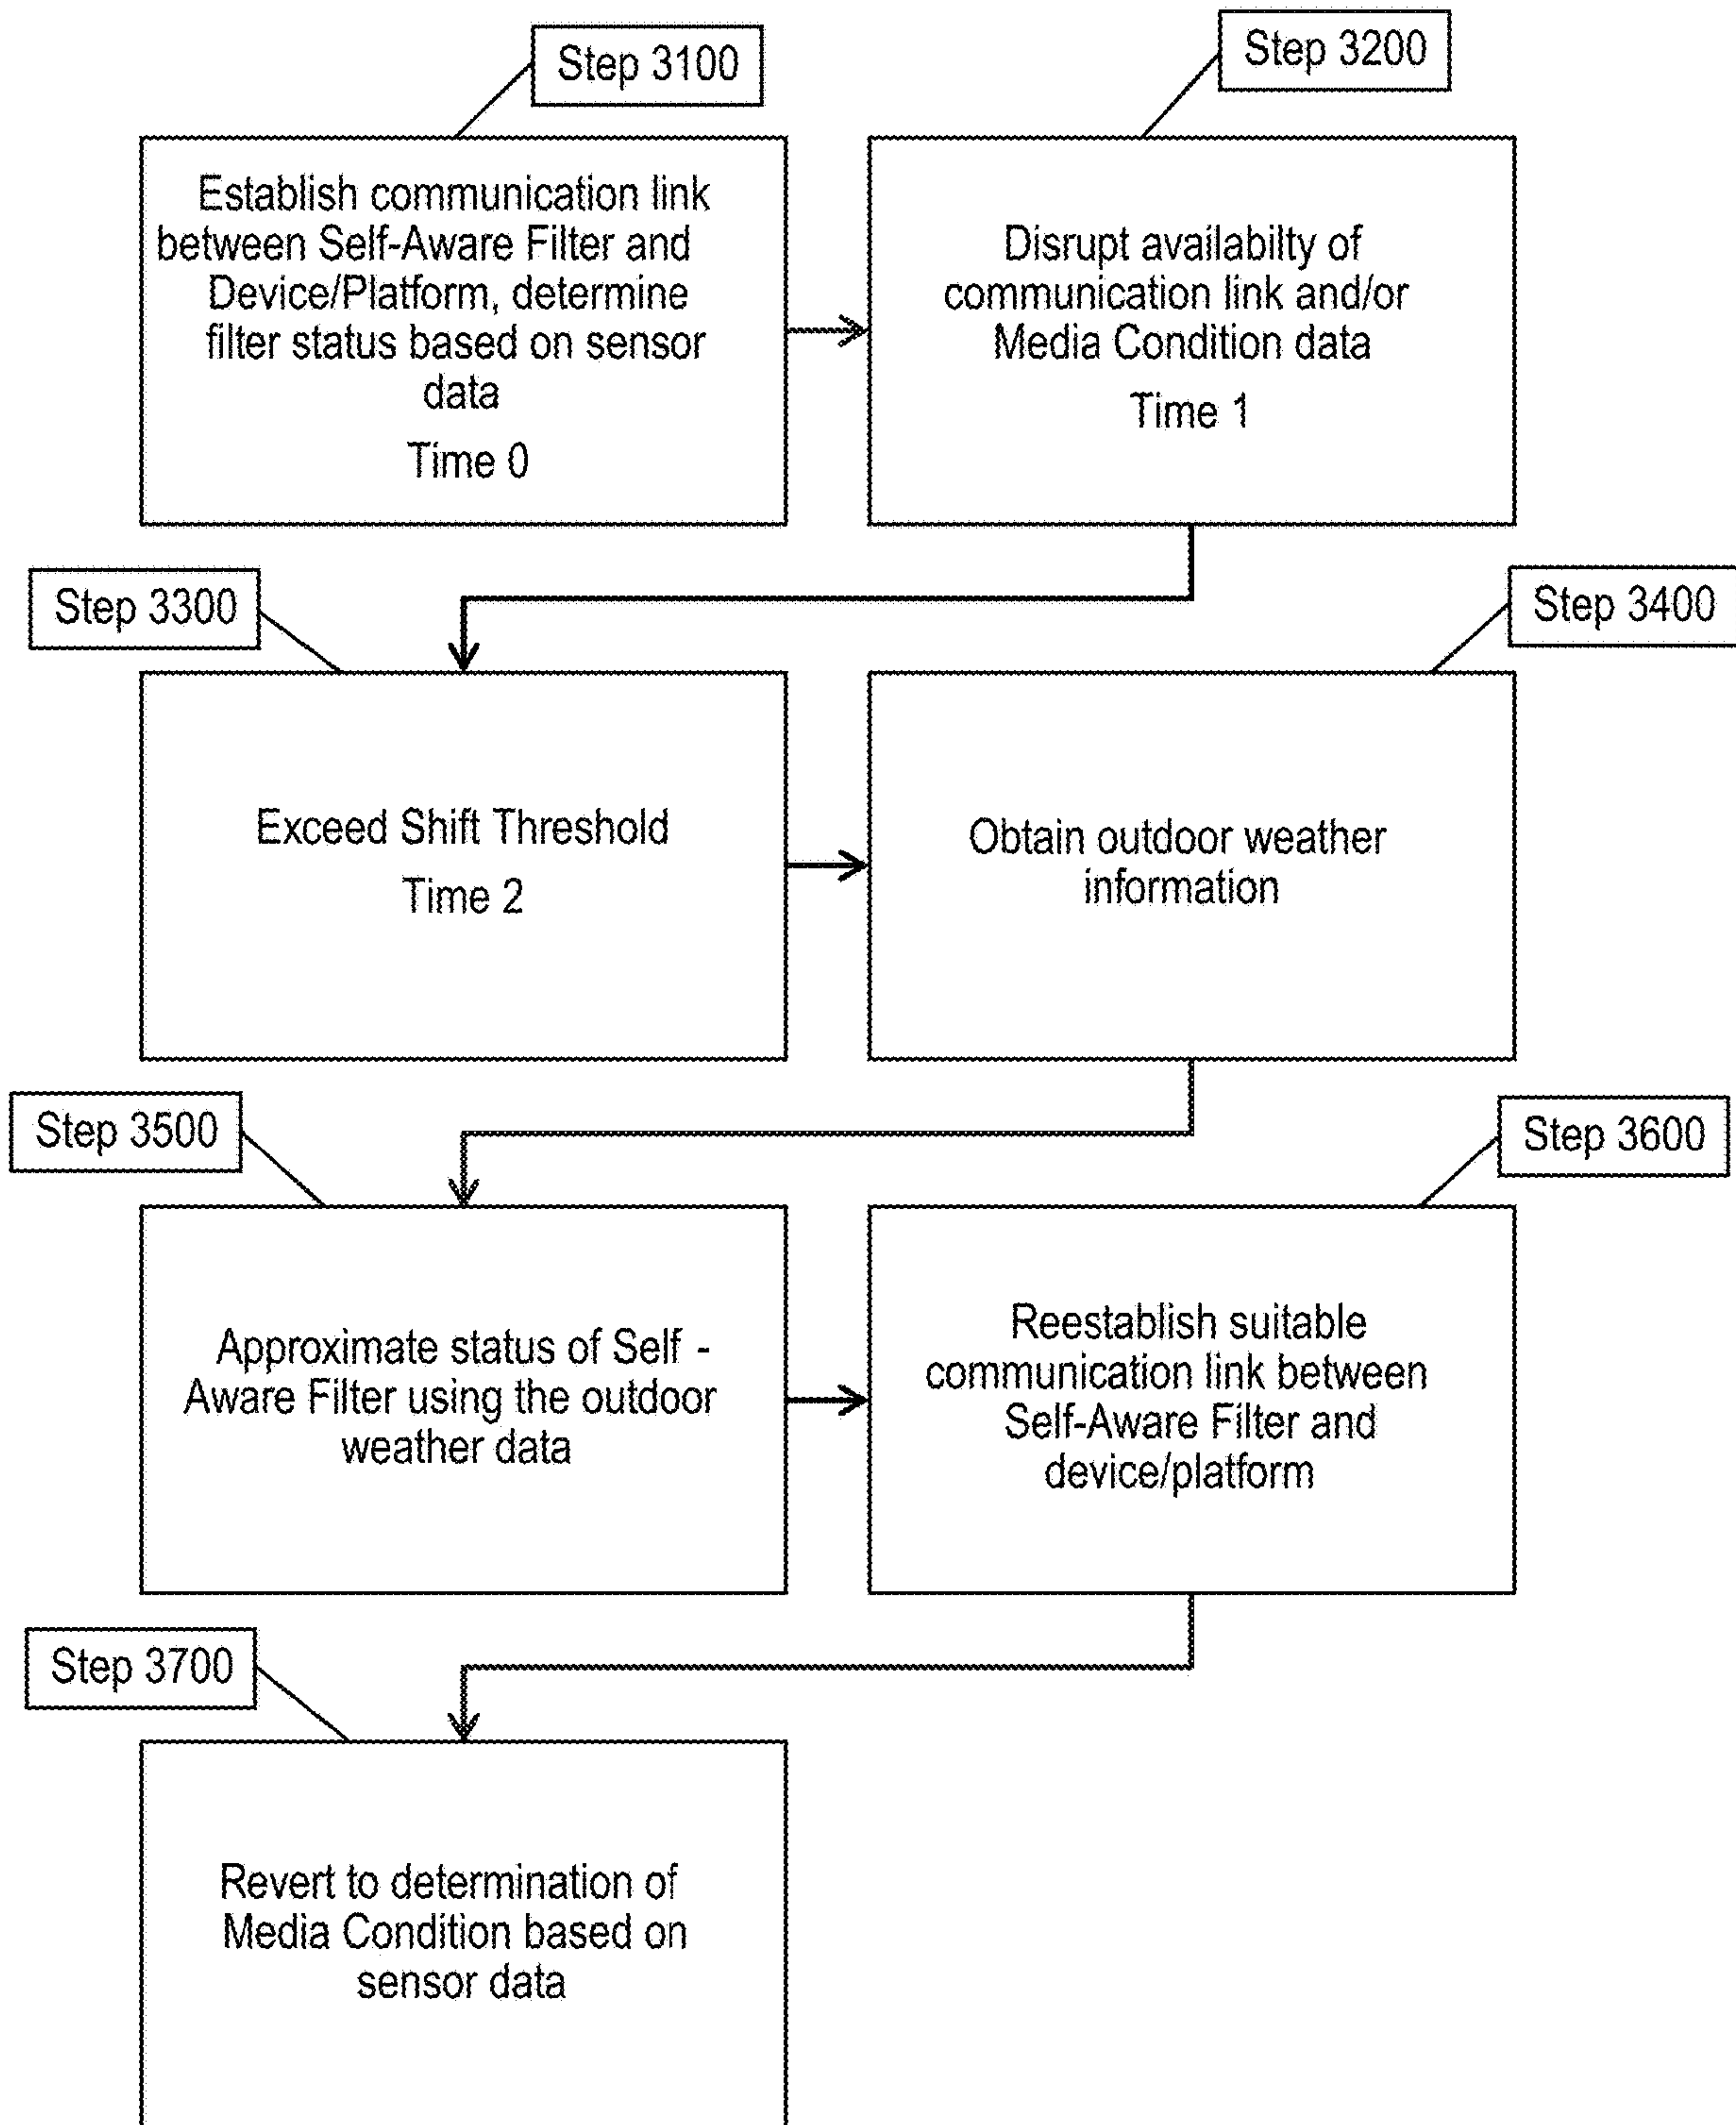 Step 3100
Establish communication link
between Self-Aware Filter and
Device/Platform, determine
filter status based on sensor
data
Time 0
Step 3200
Disrupt availabilty of
communication link and/or
Media Condition data
Time 1
Step 3300
Exceed Shift Threshold
Time 2
Step 3400
Obtain outdoor weather
information
Step 3500
Approximate status of Self -
Aware Filter using the outdoor
weather data
Step 3600
Reestablish suitable
communication link between
Self-Aware Filter and
device/platform
Step 3700
Revert to determination of
Media Condition based on
sensor data